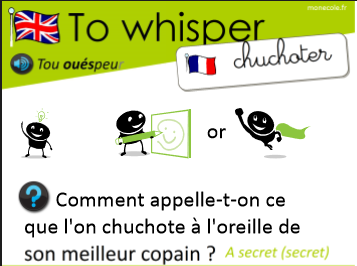 monecole.fr
To whisper
Tou ouéspeur
chuchoter
or
? Comment appelle-t-on ce
que l'on chuchote à l'oreille de
son meilleur copain ? A secret (secret)